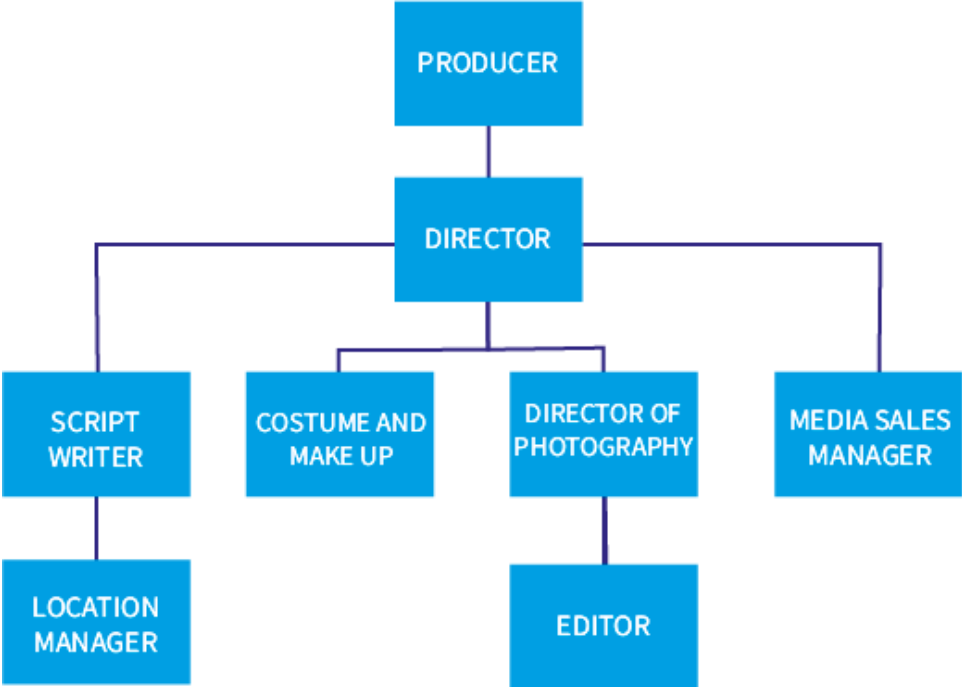 PRODUCER
DIRECTOR
SCRIPT
WRITER
COSTUME AND
MAKE UP
DIRECTOR OF
PHOTOGRAPHY
MEDIA SALES
MANAGER
LOCATION
MANAGER
EDITOR